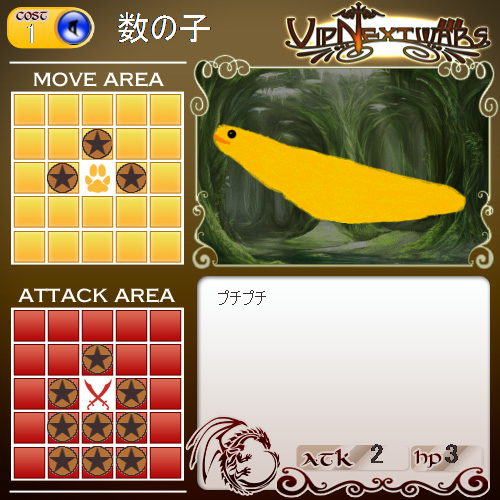 COST
1
数の子
VIPNEXTWARS
MOVE AREA
ATTACK AREA
プチプチ
ATK 2
HP 3